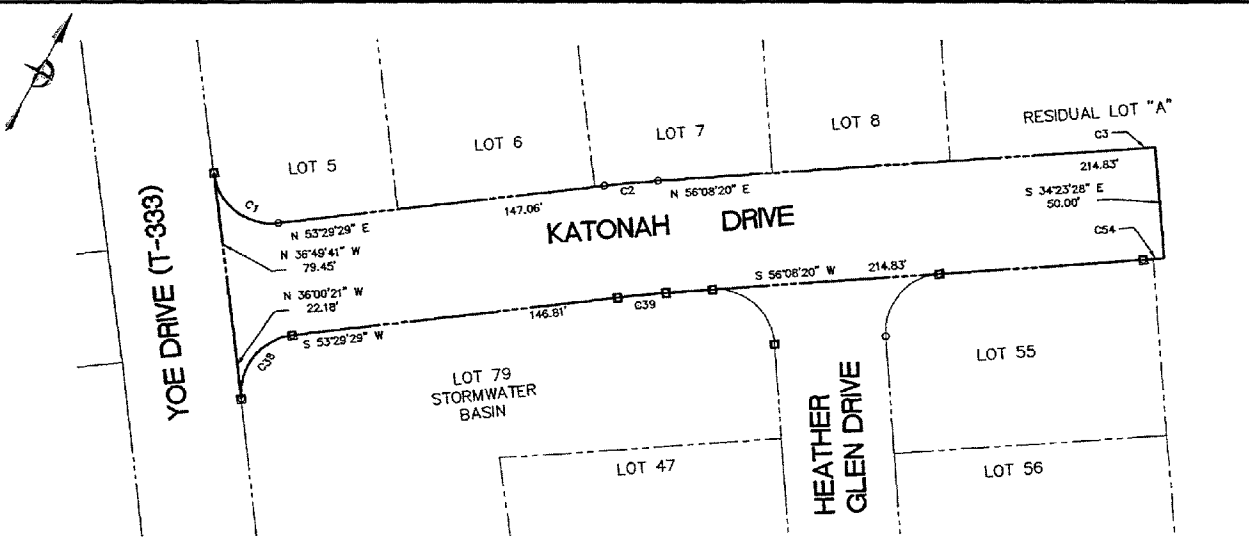 RESIDUAL LOT "A"
C3
LOT 5
LOT 6
LOT 7
LOT 8
214.83'
S 34°23'28" E
50.00'
C54
147.06'
C2
N 56°08'20" E
N 53°29'29" E
N 36°49'41" W
79.45'
KATONAH DRIVE
S 56°08'20" W 214.83'
N 36°00'21" W
22.18'
146.81'
C39
S 53°29'29" W
C38
YOE DRIVE (T-333)
LOT 79
STORMWATER
BASIN
LOT 55
LOT 47
HEATHER
GLEN DRIVE
LOT 56